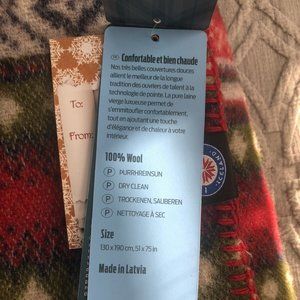 Confortable et bien chaude
Nos très belles couvertures douces
allient le meilleur de la longue
tradition des ouvriers de talent à la
technologie de pointe. La pure laine
vierge luxueuse permet de
s'emmitoufler confortablement,
tout en ajoutant une touche
d'élégance et de chaleur à votre
intérieur.
100% Wool
P PURRHREINSUN
P DRY CLEAN
P TROCKENEN, SAUBEREN
P NETTOYAGE À SEC
Size
130 x 190 cm, 51 x 75 in
Made in Latvia
To:
From:
ICELAND